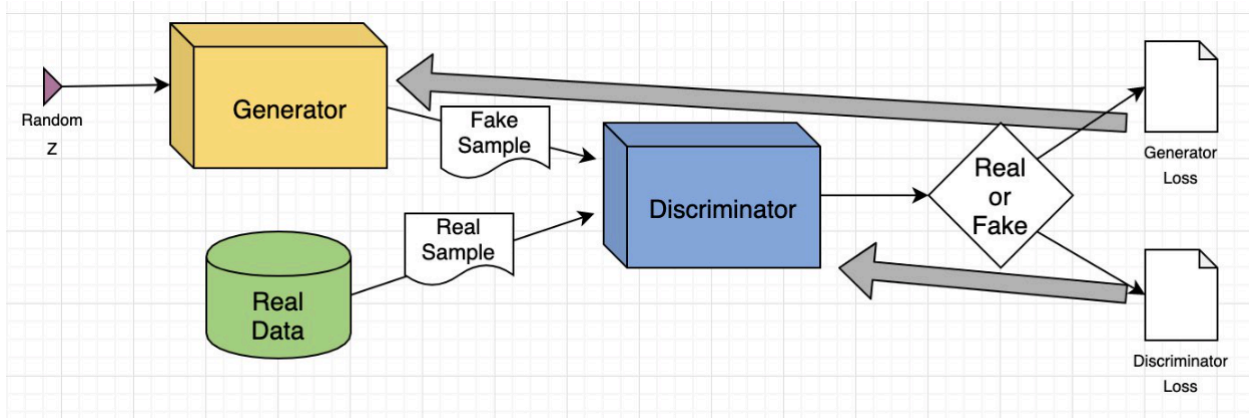 Random
Z
Generator
Fake
Sample
Real
Data
Real
Sample
Discriminator
Real
or
Fake
Generator
Loss
Discriminator
Loss